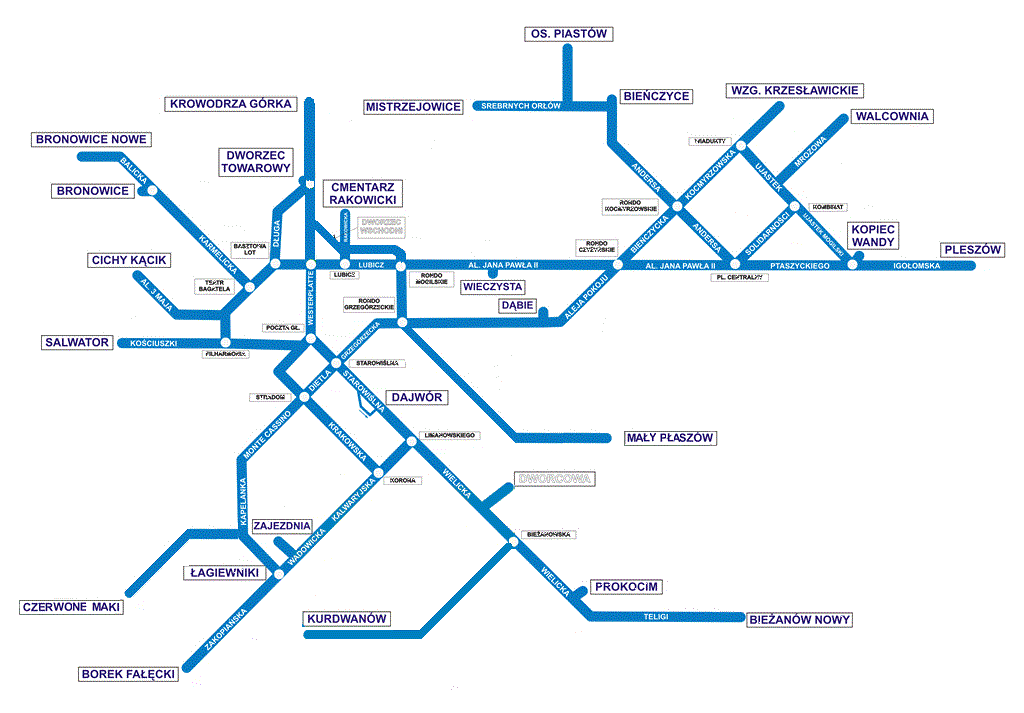 OS. PIASTÓW
WZG. KRZESŁAWICKIE
BIEŃCZYCE
KROWODRZA GÓRKA
MISTRZEJOWICE
SREBRNYCH ORŁÓW
WALCOWNIA
BRONOWICE NOWE
WIADUKTY
MROZOWA
DWORZEC
TOWAROWY
BALICKA
ANDERSA
KOCMYRZOWSKA
UJASTEK
BRONOWICE
CMENTARZ
RAKOWICKI
RAKOWICKA
RONDO
KOCMYRZOWSKIE
KOMBINAT
DWORZEC
WSCHODNI
DŁUGA
KARMELICKA
BASZTOWA
LOT
BIEŃCZYCKA
ANDERSA
SOLIDARNOŚCI
UJASTEK MOGILSKI
KOPIEC
WANDY
RONDO
CZYŻYŃSKIE
PLESZÓW
CICHY KĄCIK
LUBICZ
AL. JANA PAWŁA II
AL. JANA PAWŁA II
PTASZYCKIEGO
IGOŁOMSKA
LUBICZ
RONDO
MOGILSKIE
PL. CENTRALNY
AL. 3 MAJA
TEATR
BAGATELA
WESTERPLATTE
WIECZYSTA
ALEJA POKOJU
RONDO
GRZEGÓRZECKIE
DĄBIE
POCZTA GŁ.
SALWATOR
KOŚCIUSZKI
FILHARMONIA
GRZEGÓRZECKA
STAROWIŚLNA
DIETLA
STAROWIŚLNA
STRADOM
DAJWÓR
MONTE CASSINO
KRAKOWSKA
LIMANOWSKIEGO
MAŁY PŁASZÓW
KORONA
WIELICKA
DWORCOWA
KAPELANKA
KALWARYJSKA
ZAJEZDNIA
WADOWICKA
BIEŻANOWSKA
ŁAGIEWNIKI
WIELICKA
PROKOCIM
CZERWONE MAKI
KURDWANÓW
TELIGI
BIEŻANÓW NOWY
ZAKOPIAŃSKA
BOREK FAŁĘCKI